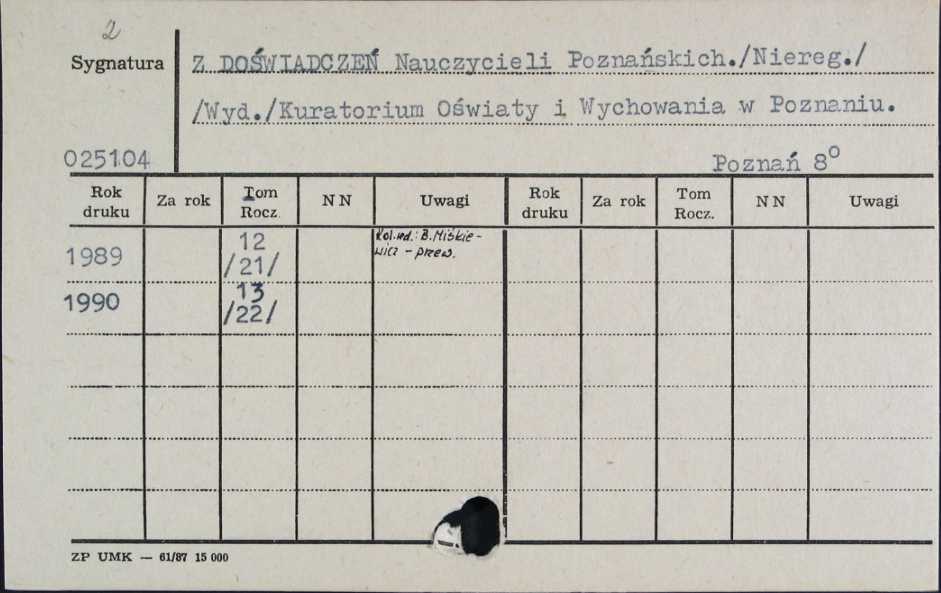 2
Sygnatura
Z DOŚWIADCZEŃ Nauczycieli Poznańskich./Niereg./
/Wyd./Kuratorium Oświaty i Wychowania w Poznaniu.
025104
Poznań 8°
Rok druku Za rok Tom Rocz. NN Uwagi Rok druku Za rok Tom Rocz. NN Uwagi
1989 12 /21/ Kol.red.: B.Miśkie-
wicz - przew.
1990 13 /22/
ZP UMK — 61/87 15 000